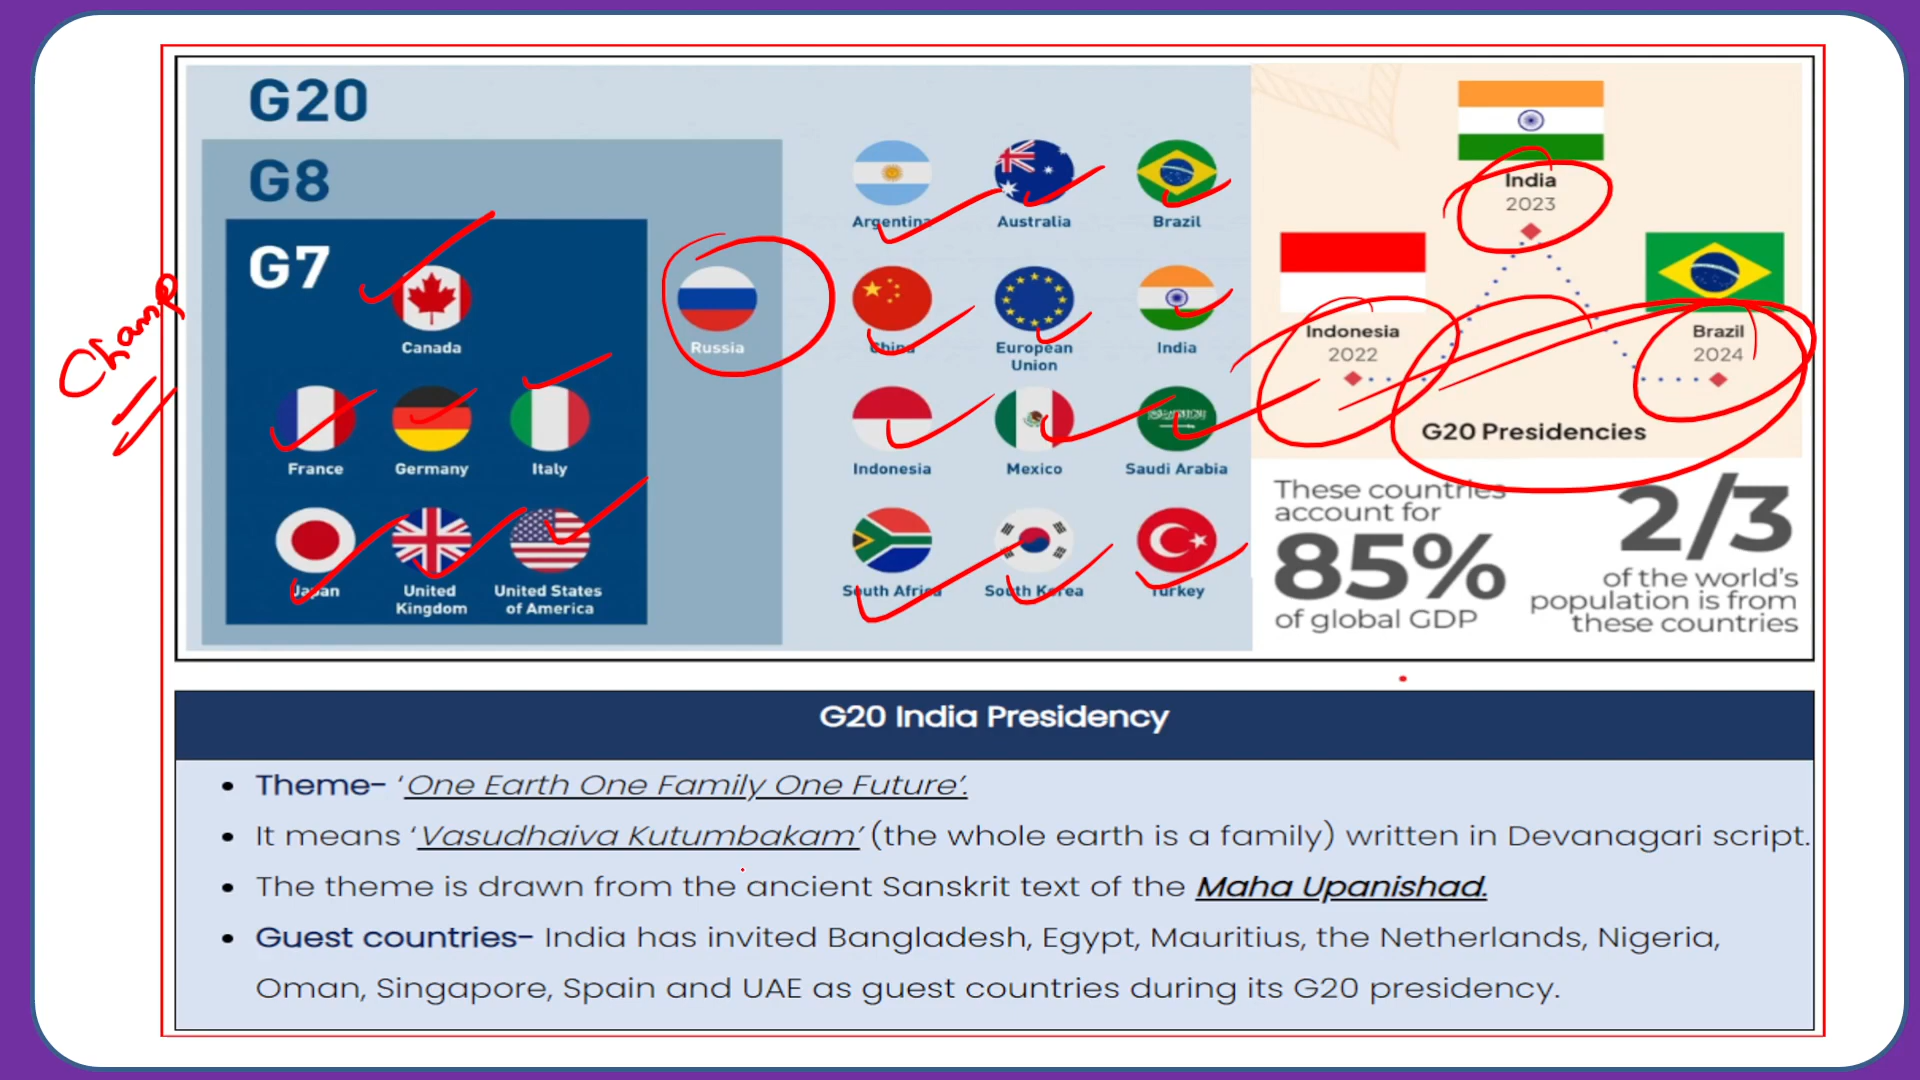 G20
G8
G7
Canada
France
Germany
Italy
Japan
United
Kingdom
United States
of America
Russia
Argentina
Australia
Brazil
China
European
Union
India
Indonesia
Mexico
Saudi Arabia
South Africa
South Korea
Turkey
Champ
India
2023
Indonesia
2022
Brazil
2024
G20 Presidencies
These countries
account for
85%
of global GDP
2/3
of the world's
population is from
these countries
G20 India Presidency
• Theme- ‘One Earth One Family One Future’.
• It means ‘Vasudhaiva Kutumbakam’ (the whole earth is a family) written in Devanagari script.
• The theme is drawn from the ancient Sanskrit text of the Maha Upanishad.
• Guest countries- India has invited Bangladesh, Egypt, Mauritius, the Netherlands, Nigeria,
Oman, Singapore, Spain and UAE as guest countries during its G20 presidency.